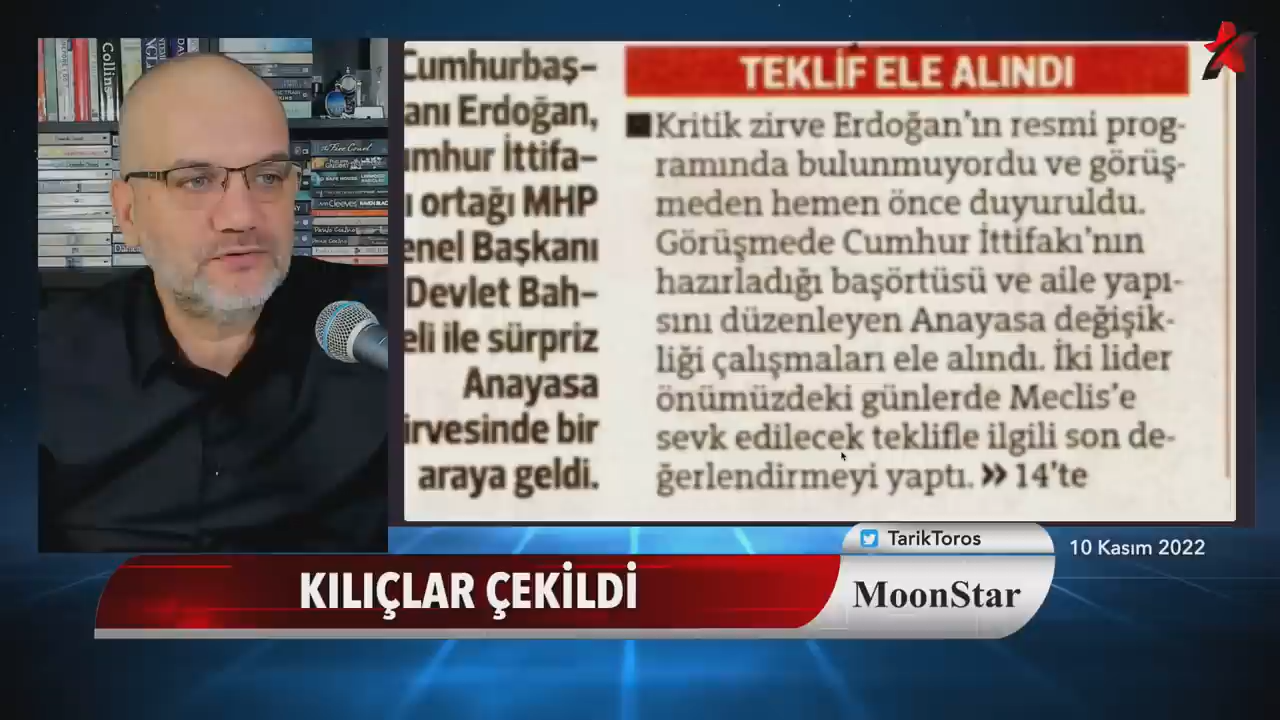 Cumhurbaş-
anı Erdoğan,
mhur İttifa-
ı ortağı MHP
enel Başkanı
Devlet Bah-
eli ile sürpriz
Anayasa
irvesinde bir
araya geldi.
TEKLİF ELE ALINDI
■Kritik zirve Erdoğan'ın resmi prog-
ramında bulunmuyordu ve görüş-
meden hemen önce duyuruldu.
Görüşmede Cumhur İttifakı'nın
hazırladığı başörtüsü ve aile yapı-
sını düzenleyen Anayasa değişik-
liği çalışmaları ele alındı. İki lider
önümüzdeki günlerde Meclis'e
sevk edilecek teklifle ilgili son de-
ğerlendirmeyi yaptı. » 14'te
Collins
TarikToros
10 Kasım 2022
KILIÇLAR ÇEKİLDİ
MoonStar